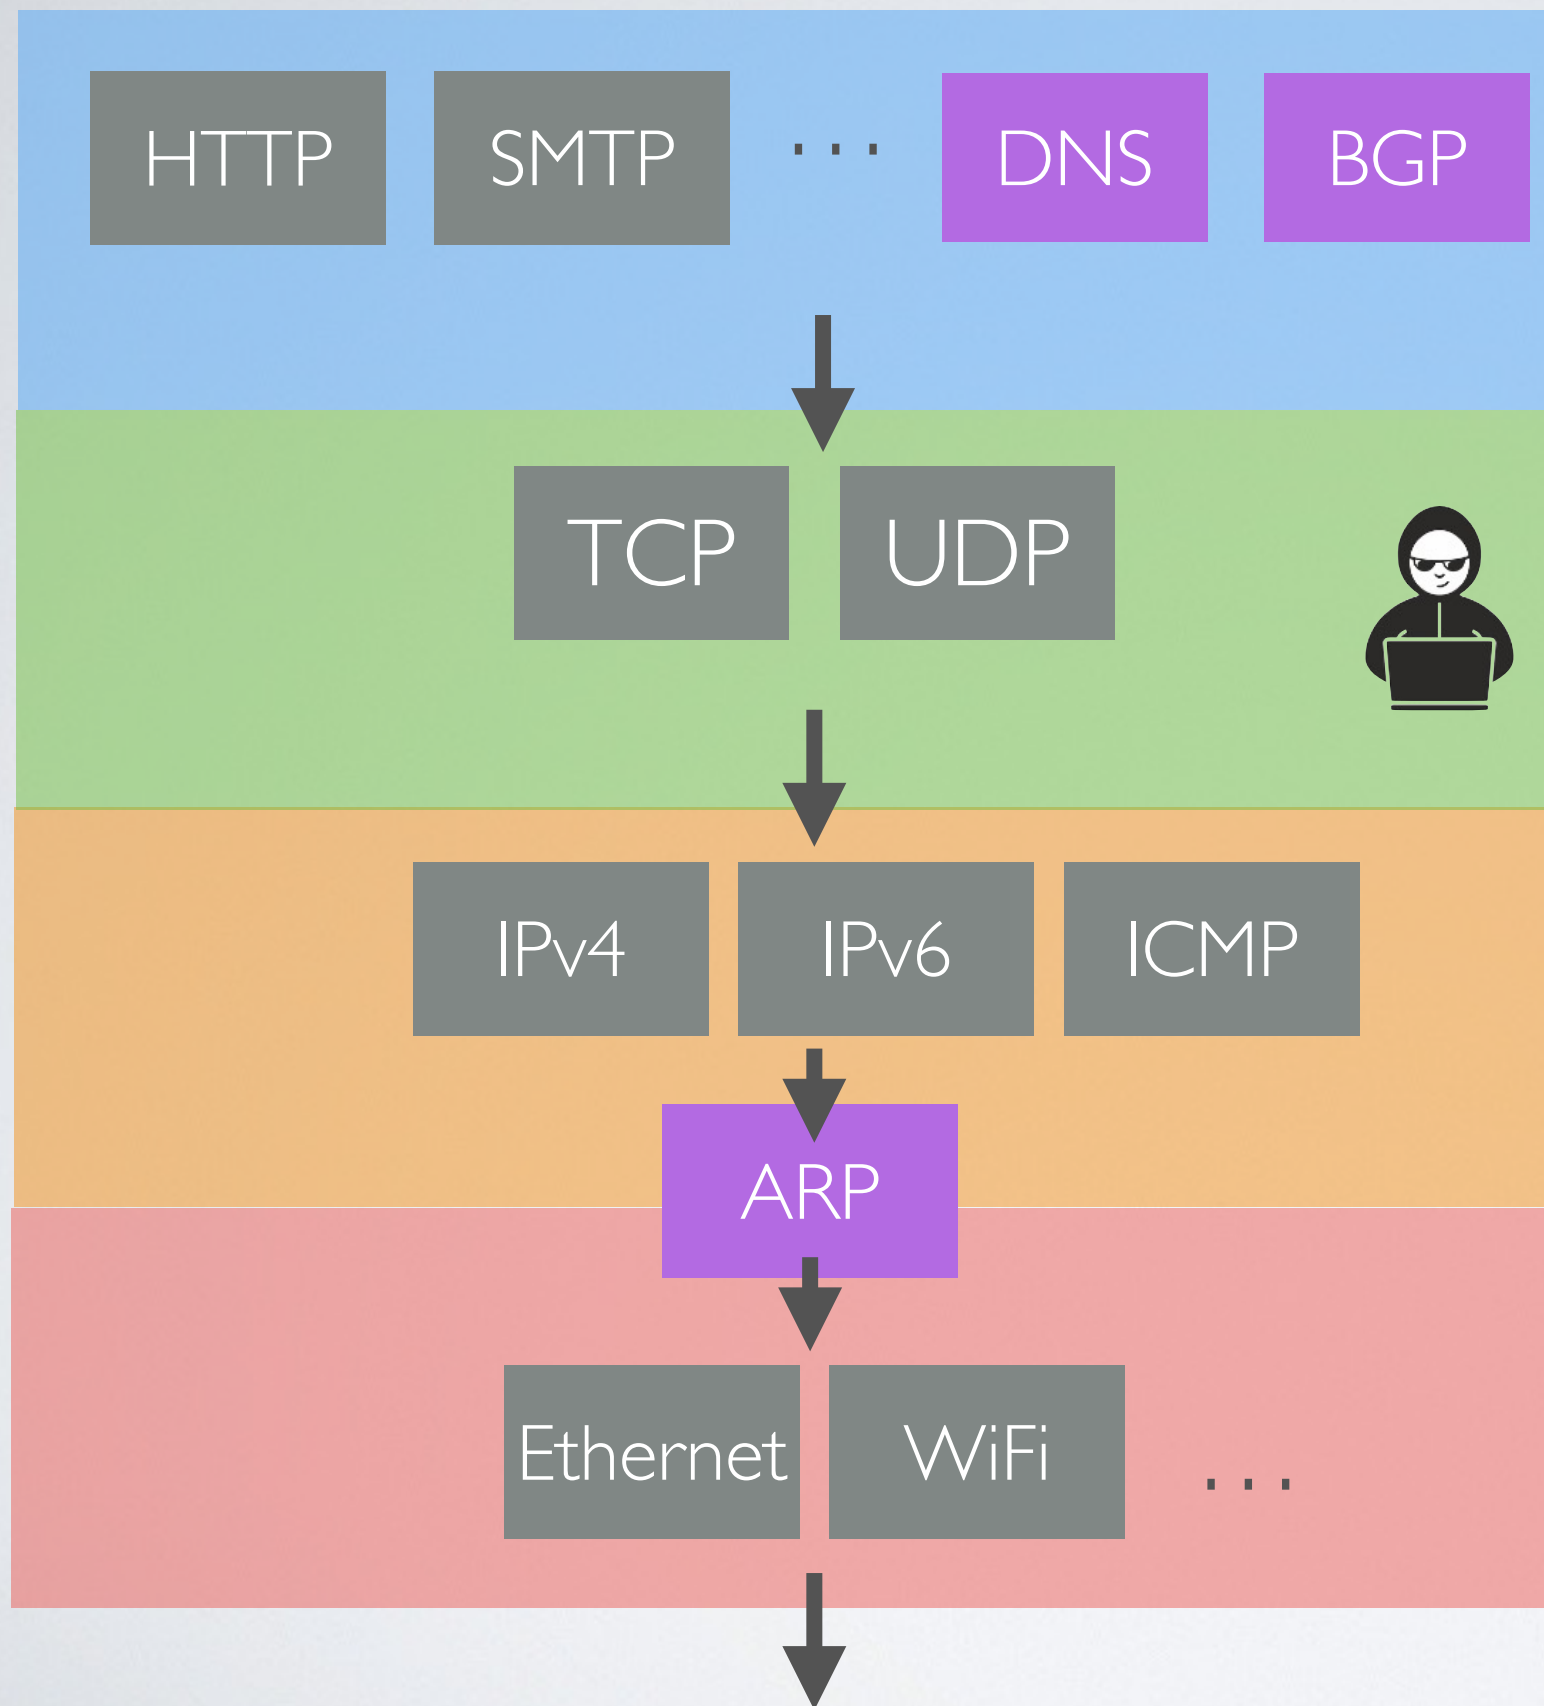 HTTP
SMTP
...
DNS
BGP
TCP
UDP
IPv4
IPv6
ICMP
ARP
Ethernet
WiFi
...